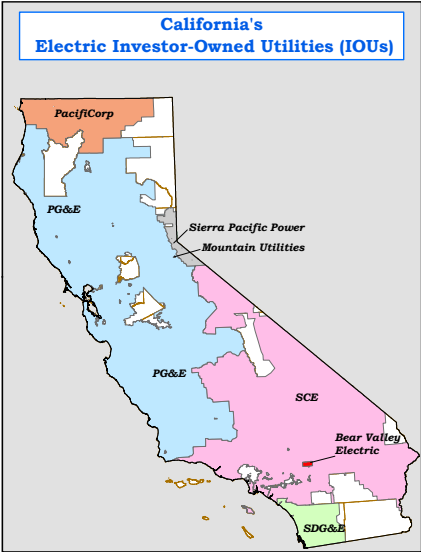 California's
Electric Investor-Owned Utilities (IOUs)
PacifiCorp
PG&E
Sierra Pacific Power
Mountain Utilities
PG&E
SCE
Bear Valley
Electric
SDG&E